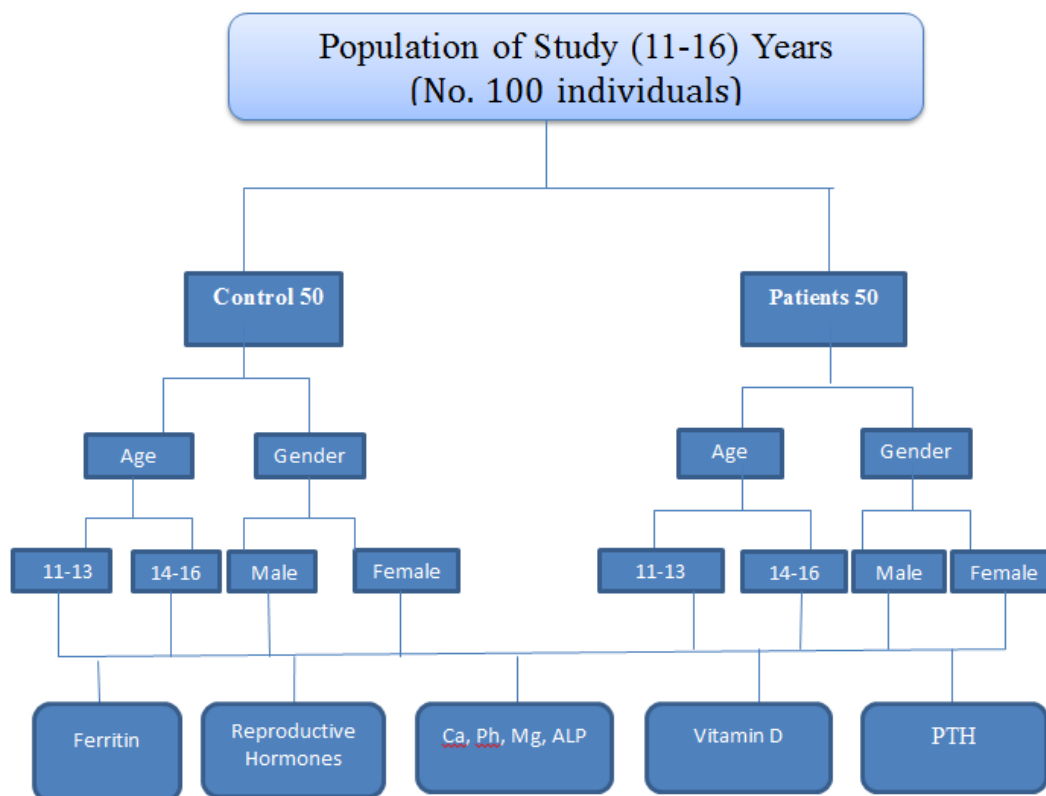 Population of Study (11-16) Years
(No. 100 individuals)
Control 50
Patients 50
Age
Gender
Age
Gender
11-13
14-16
Male
Female
11-13
14-16
Male
Female
Ferritin
Reproductive
Hormones
Ca, Ph, Mg, ALP
Vitamin D
PTH